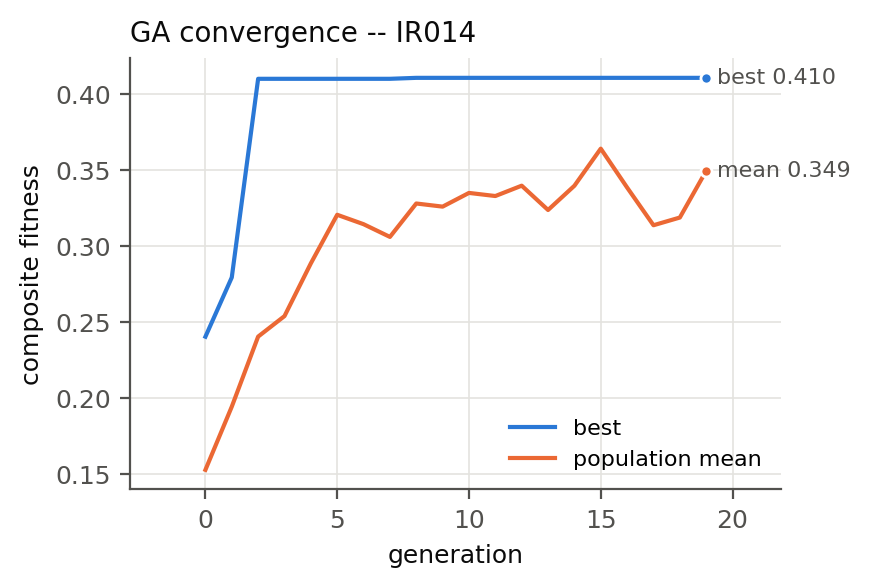 GA convergence -- IR014
composite fitness
0.40
0.35
0.30
0.25
0.20
0.15
best 0.410
mean 0.349
best
population mean
0
5
10
15
20
generation